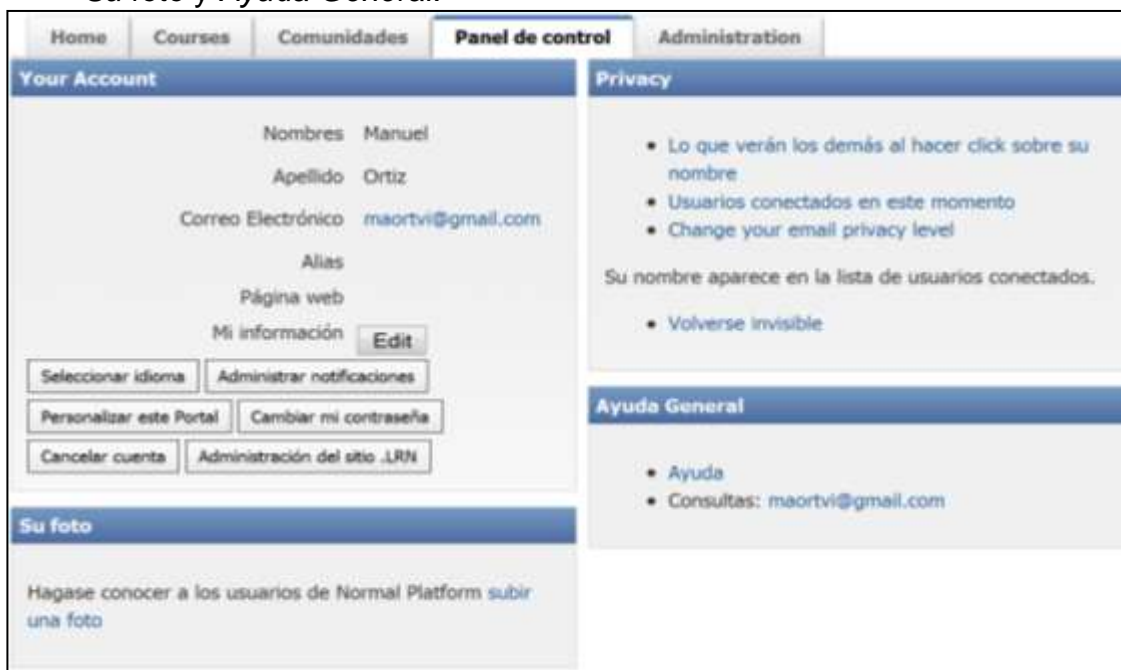 Su foto y Ayuda General.
Home Courses Comunidades Panel de control Administration
Your Account
Nombres Manuel
Apellido Ortiz
Correo Electrónico maortvi@gmail.com
Alias
Página web
Mi información Edit
Seleccionar idioma Administrar notificaciones
Personalizar este Portal Cambiar mi contraseña
Cancelar cuenta Administración del sitio .LRN
Su foto
Hagase conocer a los usuarios de Normal Platform subir
una foto
Privacy
• Lo que verán los demás al hacer click sobre su
nombre
• Usuarios conectados en este momento
• Change your email privacy level
Su nombre aparece en la lista de usuarios conectados.
• Volverse invisible
Ayuda General
• Ayuda
• Consultas: maortvi@gmail.com